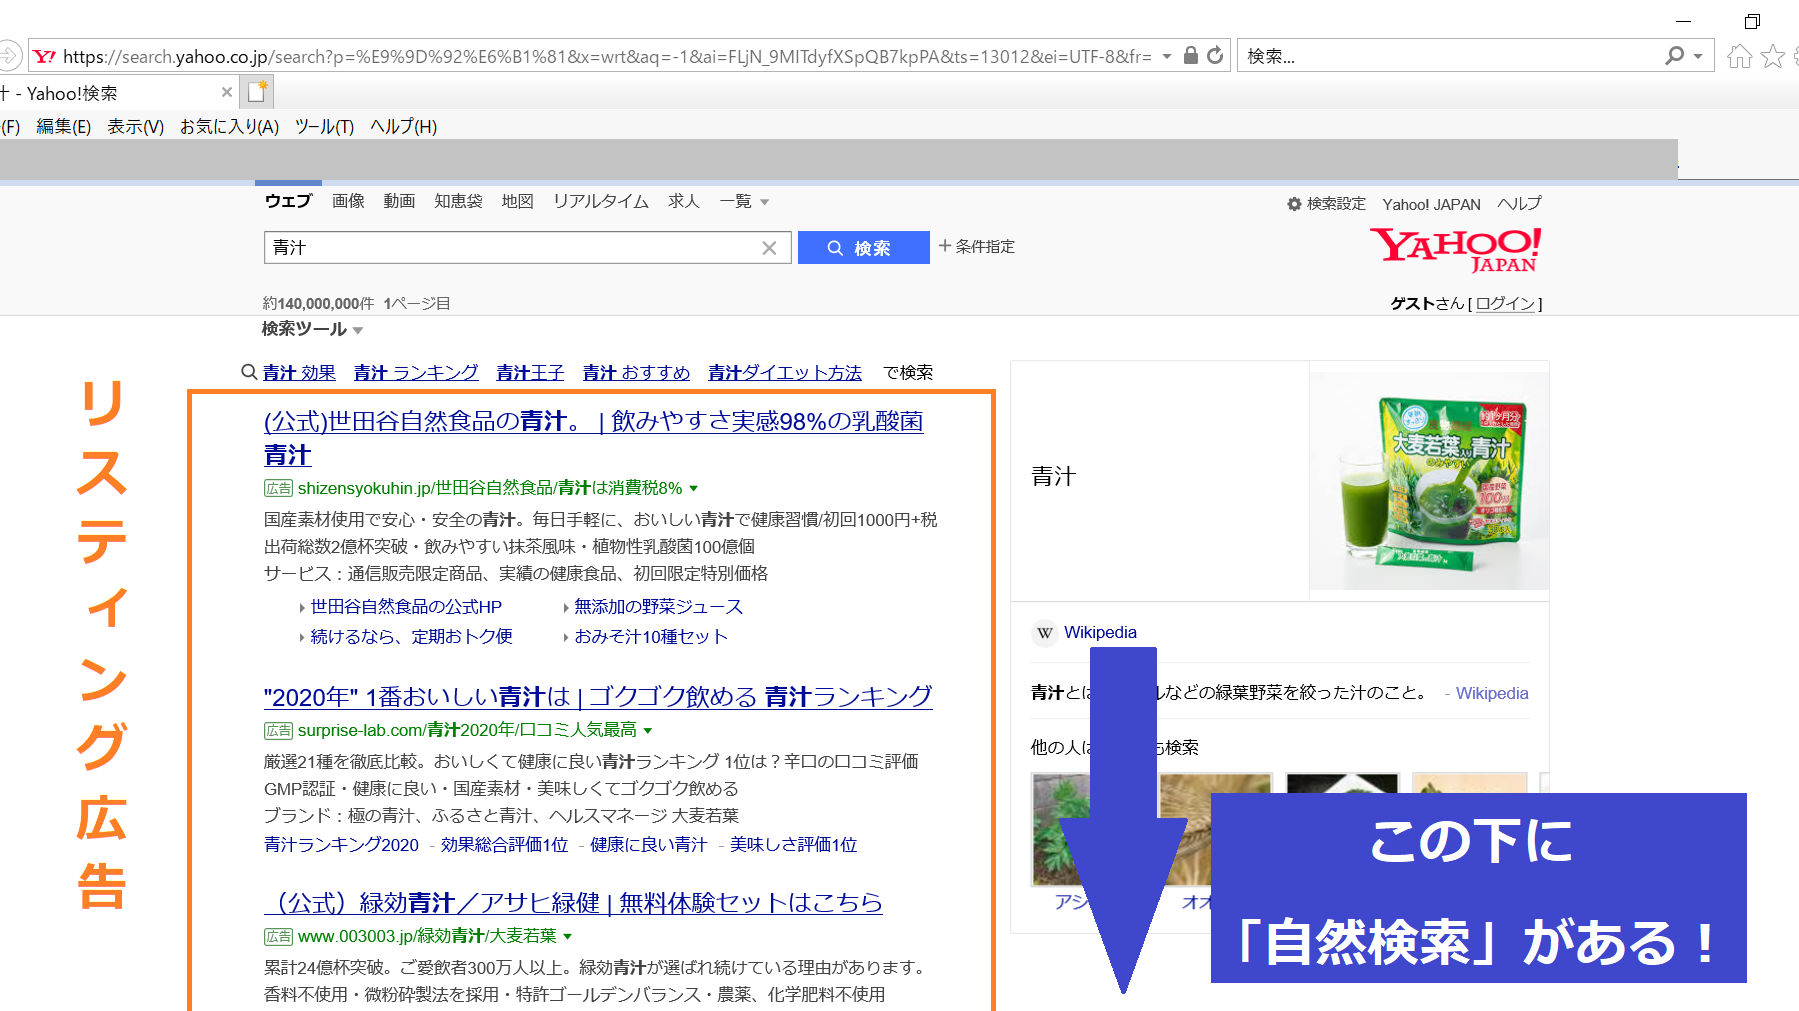 https://search.yahoo.co.jp/search?p=%E9%9D%92%E6%B1%81&x=wrt&aq=-1&ai=FLjN_9MITdyfXSpQB7kpPA&ts=13012&ei=UTF-8&fr=
検索...
汁 - Yahoo!検索
(F) 編集(E) 表示(V) お気に入り(A) ツール(T) ヘルプ(H)
ウェブ 画像 動画 知恵袋 地図 リアルタイム 求人 一覧
検索設定 Yahoo! JAPAN ヘルプ
青汁
検索
条件指定
YAHOO!
JAPAN
約140,000,000件 1ページ目
ゲストさん [ ログイン ]
検索ツール
青汁 効果 青汁 ランキング 青汁王子 青汁 おすすめ 青汁ダイエット方法 で検索
リスティング広告
(公式)世田谷自然食品の青汁。 | 飲みやすさ実感98%の乳酸菌
青汁
広告 shizensyokuhin.jp/世田谷自然食品/青汁は消費税8%
国産素材使用で安心・安全の青汁。毎日手軽に、おいしい青汁で健康習慣/初回1000円+税
出荷総数2億杯突破・飲みやすい抹茶風味・植物性乳酸菌100億個
サービス：通信販売限定商品、実績の健康食品、初回限定特別価格
世田谷自然食品の公式HP 無添加の野菜ジュース
続けるなら、定期おトク便 おみそ汁10種セット
"2020年" 1番おいしい青汁は | ゴクゴク飲める 青汁ランキング
広告 surprise-lab.com/青汁2020年/口コミ人気最高
厳選21種を徹底比較。おいしくて健康に良い青汁ランキング 1位は？辛口の口コミ評価
GMP認証・健康に良い・国産素材・美味しくてゴクゴク飲める
ブランド：極の青汁、ふるさと青汁、ヘルスマネージ 大麦若葉
青汁ランキング2020 - 効果総合評価1位 - 健康に良い青汁 - 美味しさ評価1位
（公式）緑効青汁／アサヒ緑健 | 無料体験セットはこちら
広告 www.003003.jp/緑効青汁/大麦若葉
累計24億杯突破。ご愛飲者300万人以上。緑効青汁が選ばれ続けている理由があります。
香料不使用・微粉砕製法を採用・特許ゴールデンバランス・農薬、化学肥料不使用
青汁
大麦若葉入り青汁
のみやすい
国産野菜
100%
W Wikipedia
青汁とは ルなどの緑葉野菜を絞った汁のこと。 - Wikipedia
他の人は も検索
アシ オオ
この下に
「自然検索」がある！